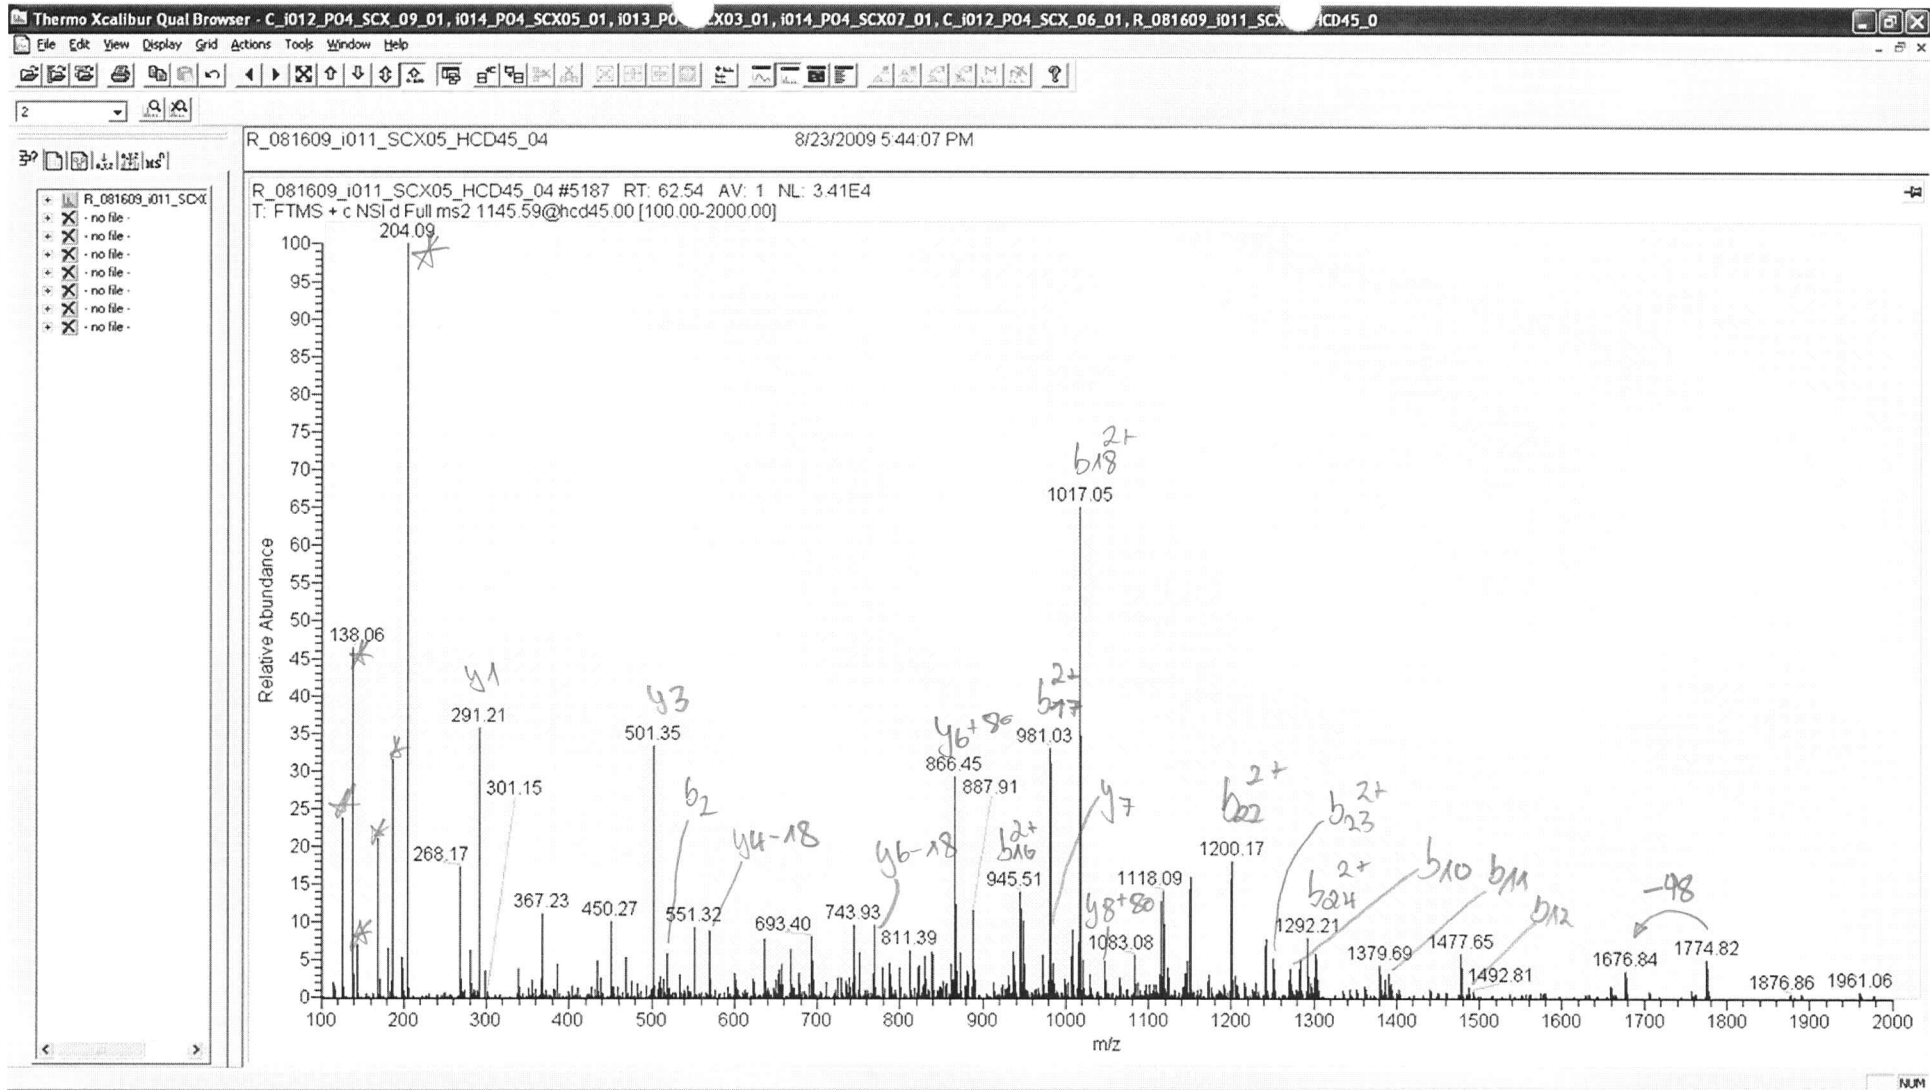 Thermo Xcalibur Qual Browser - C_i012_PO4_SCX_09_01, i014_PO4_SCX05_01, i013_PO CX03_01, i014_PO4_SCX07_01, C_i012_PO4_SCX_06_01, R_081609_i011_SCX HCD45_0
File Edit View Display Grid Actions Tools Window Help
2
R_081609_i011_SCX05_HCD45_04 8/23/2009 5:44:07 PM
R_081609_i011_SCX
- no file -
- no file -
- no file -
- no file -
- no file -
- no file -
- no file -
R_081609_i011_SCX05_HCD45_04 #5187 RT: 62.54 AV: 1 NL: 3.41E4
T: FTMS + c NSI d Full ms2 1145.59@hcd45.00 [100.00-2000.00]
204.09
138.06
y1
291.21
301.15
268.17
367.23
450.27
y3
501.35
b2
551.32
y4-18
693.40
743.93
y6-18
811.39
y6+80
866.45
887.91
b16 2+
945.51
b17 2+
981.03
b18 2+
1017.05
y7
y8+80
1083.08
1118.09
b22 2+
1200.17
b23 2+
b24 2+
1292.21
b10
1379.69
b11
1477.65
b12
1492.81
-98
1676.84
1774.82
1876.86
1961.06
Relative Abundance
100
95
90
85
80
75
70
65
60
55
50
45
40
35
30
25
20
15
10
5
0
100 200 300 400 500 600 700 800 900 1000 1100 1200 1300 1400 1500 1600 1700 1800 1900 2000
m/z
NUM